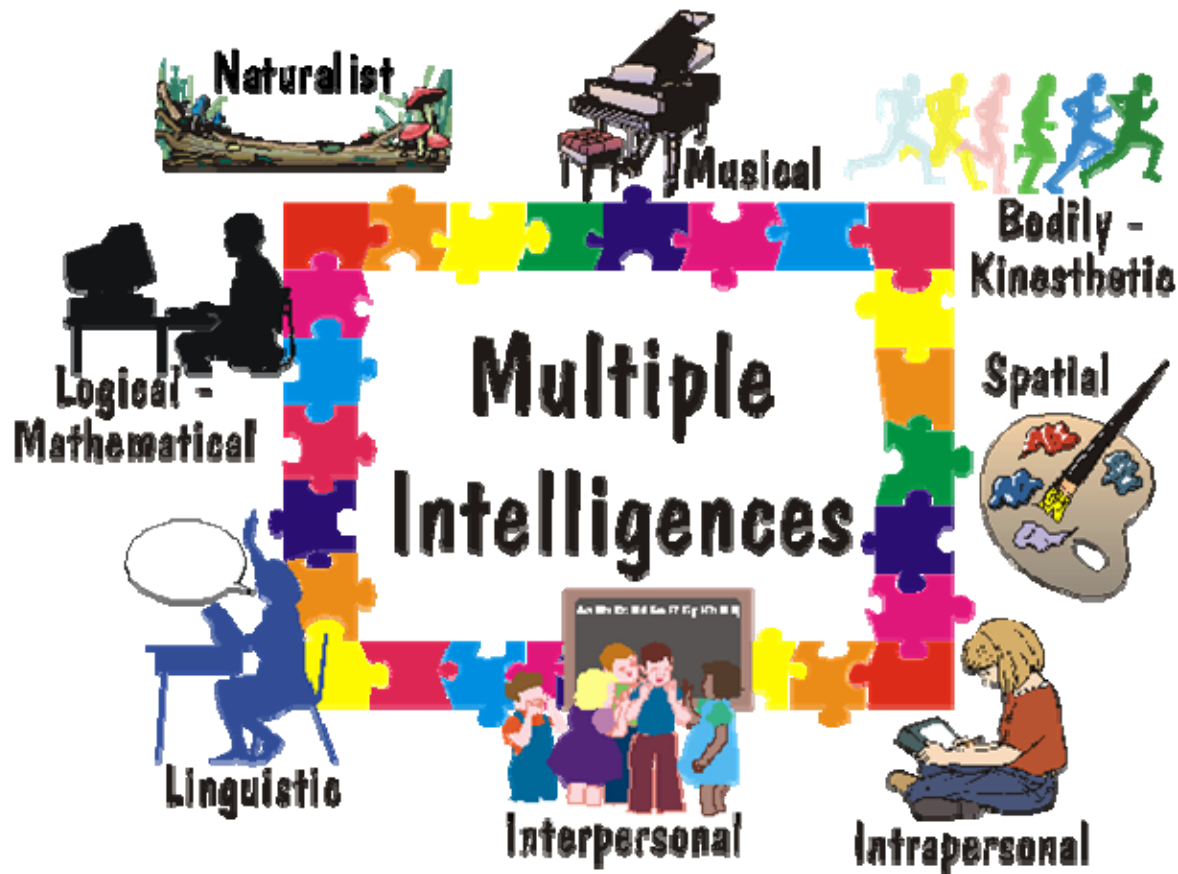 Naturalist
Musical
Bodily -
Kinesthetic
Logical -
Mathematical
Multiple
Intelligences
Spatial
Linguistic
Interpersonal
Intrapersonal